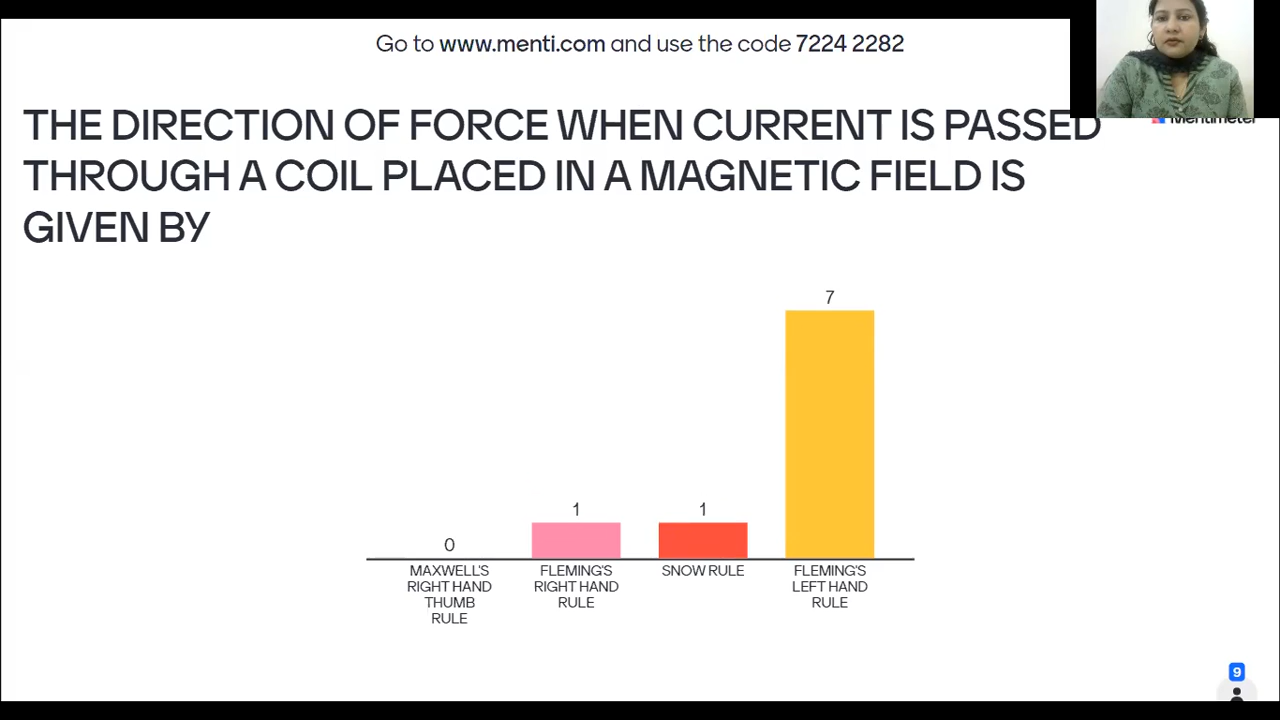 Go to www.menti.com and use the code 7224 2282
Mentimeter
THE DIRECTION OF FORCE WHEN CURRENT IS PASSED
THROUGH A COIL PLACED IN A MAGNETIC FIELD IS
GIVEN BY
7
1
1
0
MAXWELL'S
RIGHT HAND
THUMB
RULE
FLEMING'S
RIGHT HAND
RULE
SNOW RULE
FLEMING'S
LEFT HAND
RULE
9